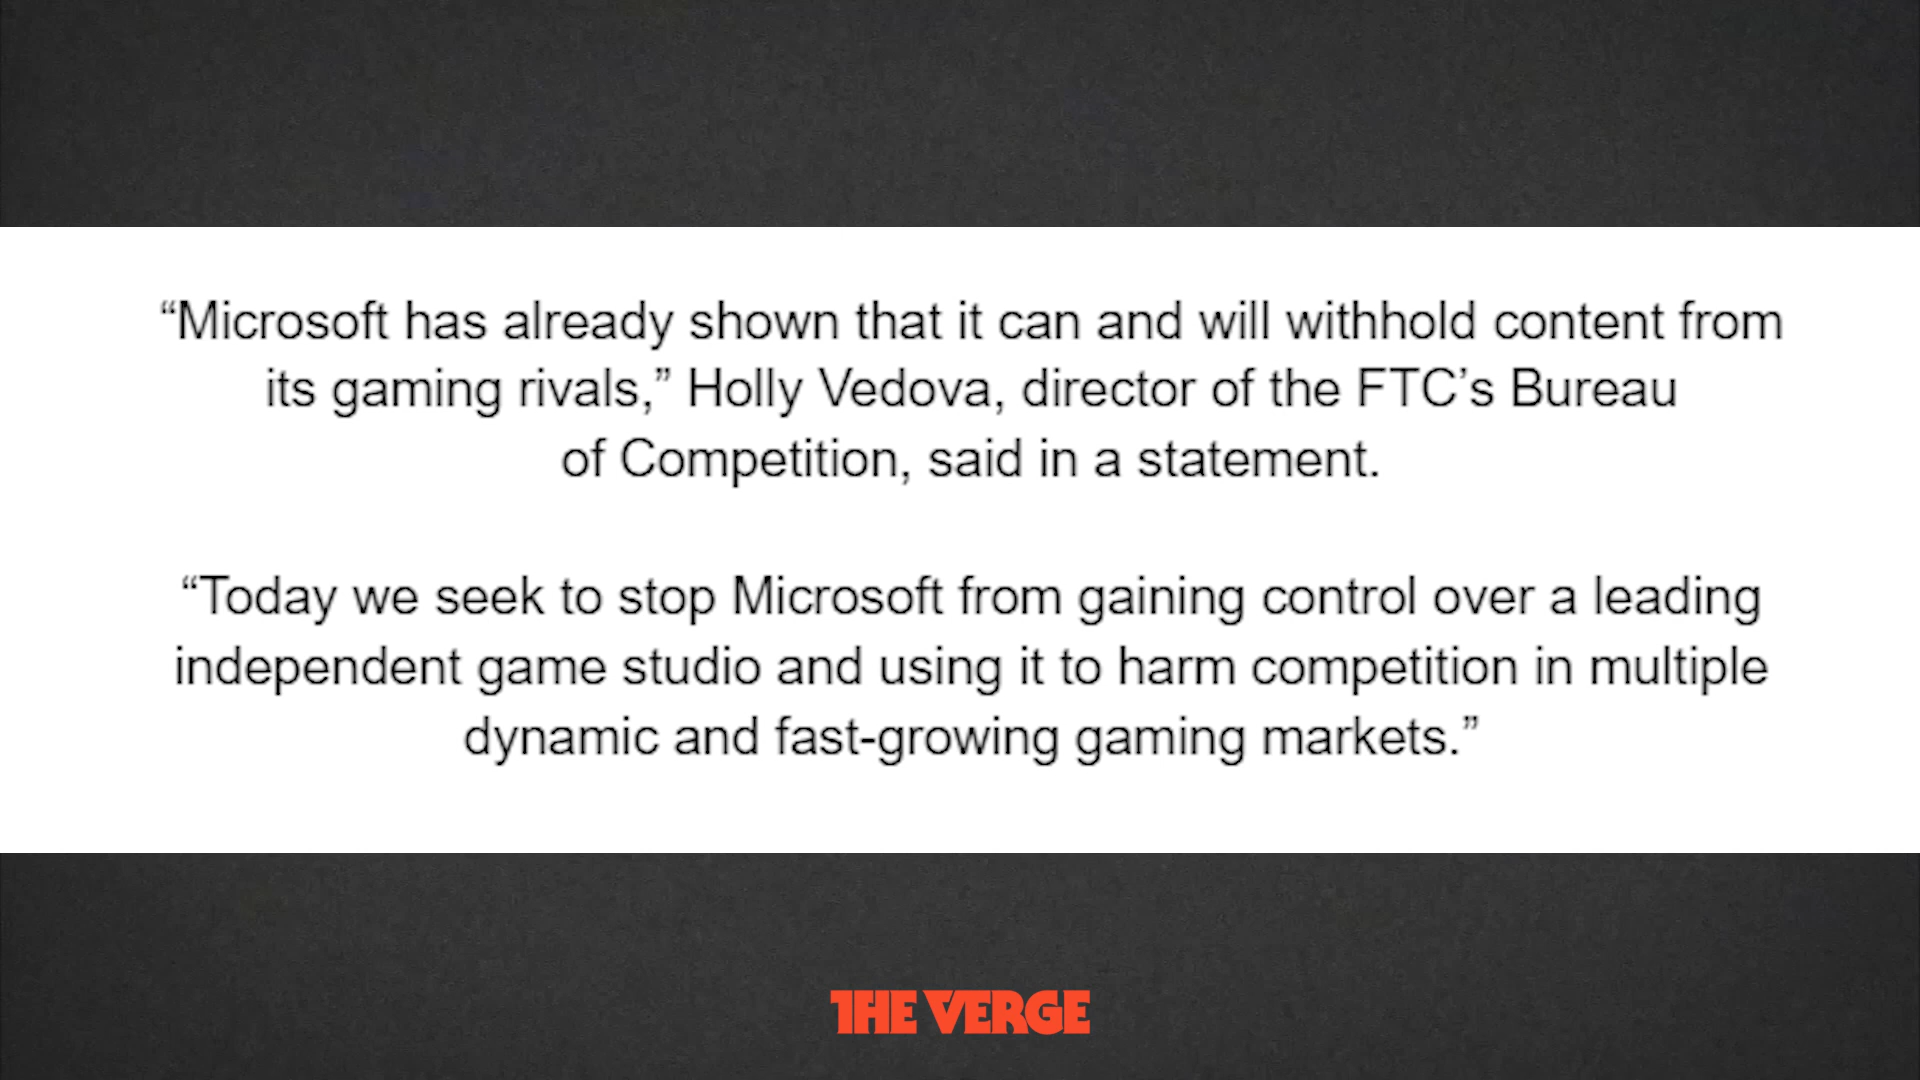 “Microsoft has already shown that it can and will withhold content from
its gaming rivals,” Holly Vedova, director of the FTC’s Bureau
of Competition, said in a statement.
“Today we seek to stop Microsoft from gaining control over a leading
independent game studio and using it to harm competition in multiple
dynamic and fast-growing gaming markets.”
THE VERGE